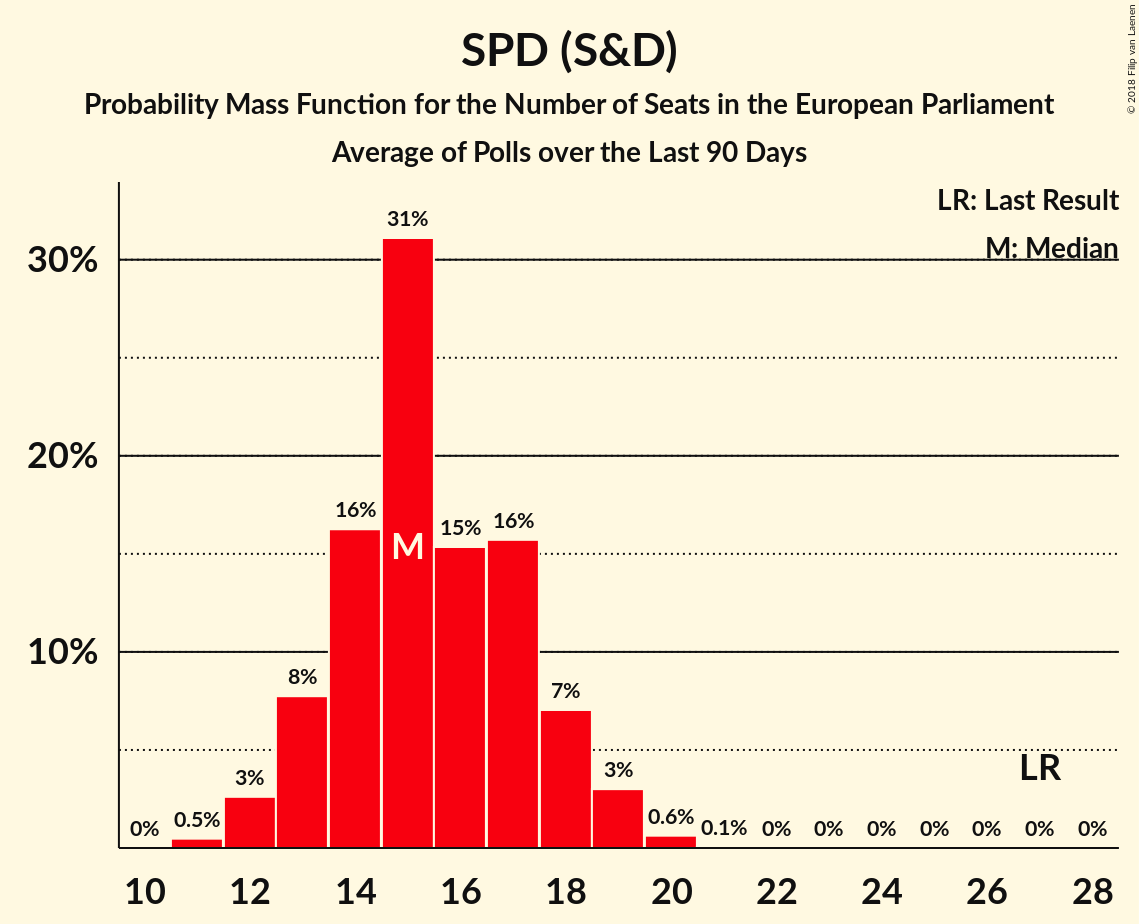 SPD (S&D)
Probability Mass Function for the Number of Seats in the European Parliament
Average of Polls over the Last 90 Days
© 2018 Filip van Laenen
LR: Last Result
M: Median
30%
20%
10%
0%
0.5%
3%
8%
16%
31%
15%
16%
7%
3%
0.6%
0.1%
0%
0%
0%
0%
0%
0%
0%
M
LR
10 12 14 16 18 20 22 24 26 28